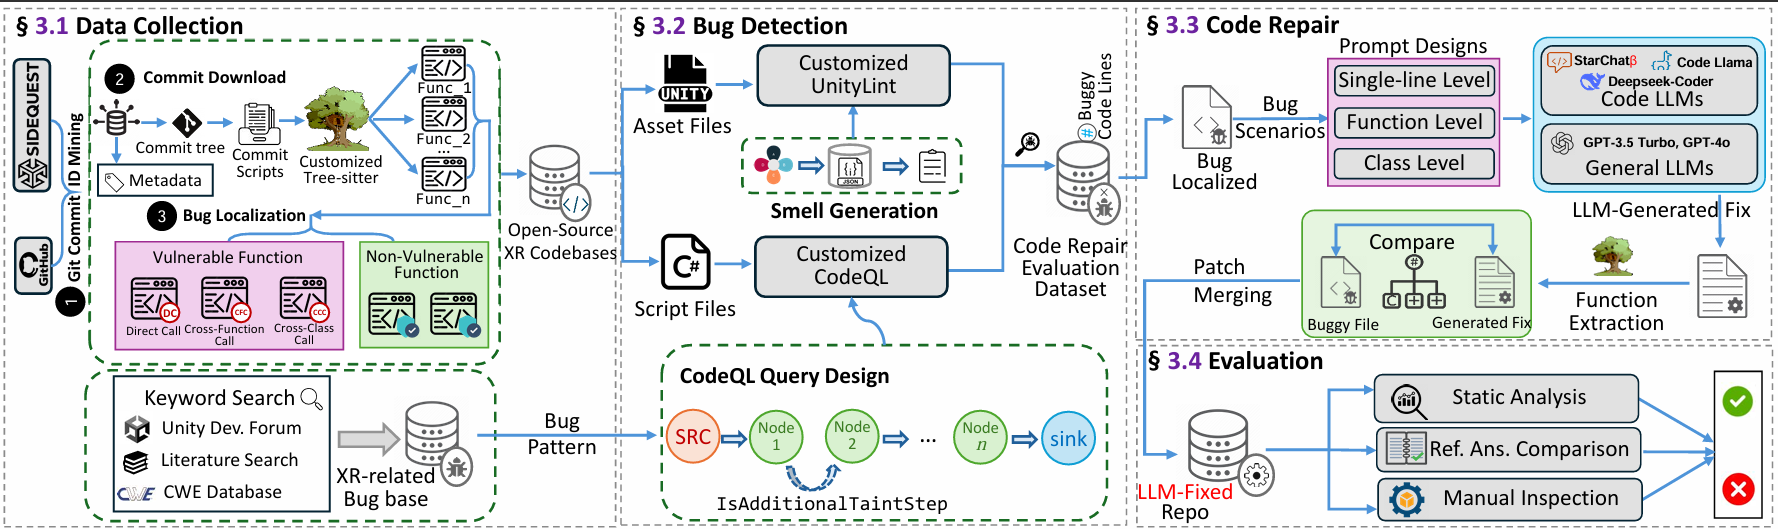 § 3.1 Data Collection
SIDEQUEST
GitHub
1 Git Commit ID Mining
2 Commit Download
Commit tree
Commit
Scripts
Customized
Tree-sitter
Metadata
Func_1
Func_2
...
Func_n
3 Bug Localization
Vulnerable Function
DC
CFC
CCC
Direct Call
Cross-Function
Call
Cross-Class
Call
Non-Vulnerable
Function
Open-Source
XR Codebases
Keyword Search
Unity Dev. Forum
Literature Search
CWE
CWE Database
XR-related
Bug base
Bug
Pattern
§ 3.2 Bug Detection
UNITY
Asset Files
Customized
UnityLint
JSON
Smell Generation
C#
Script Files
Customized
CodeQL
# Buggy
Code Lines
Code Repair
Evaluation
Dataset
CodeQL Query Design
SRC
Node
1
Node
2
...
Node
n
sink
IsAdditionalTaintStep
§ 3.3 Code Repair
Bug
Localized
Bug
Scenarios
Prompt Designs
Single-line Level
Function Level
Class Level
StarChatβ
Code Llama
Deepseek-Coder
Code LLMs
GPT-3.5 Turbo, GPT-4o
General LLMs
LLM-Generated Fix
Function
Extraction
Compare
#
C
Buggy File
Generated Fix
Patch
Merging
§ 3.4 Evaluation
LLM-Fixed
Repo
Static Analysis
Ref. Ans. Comparison
Manual Inspection